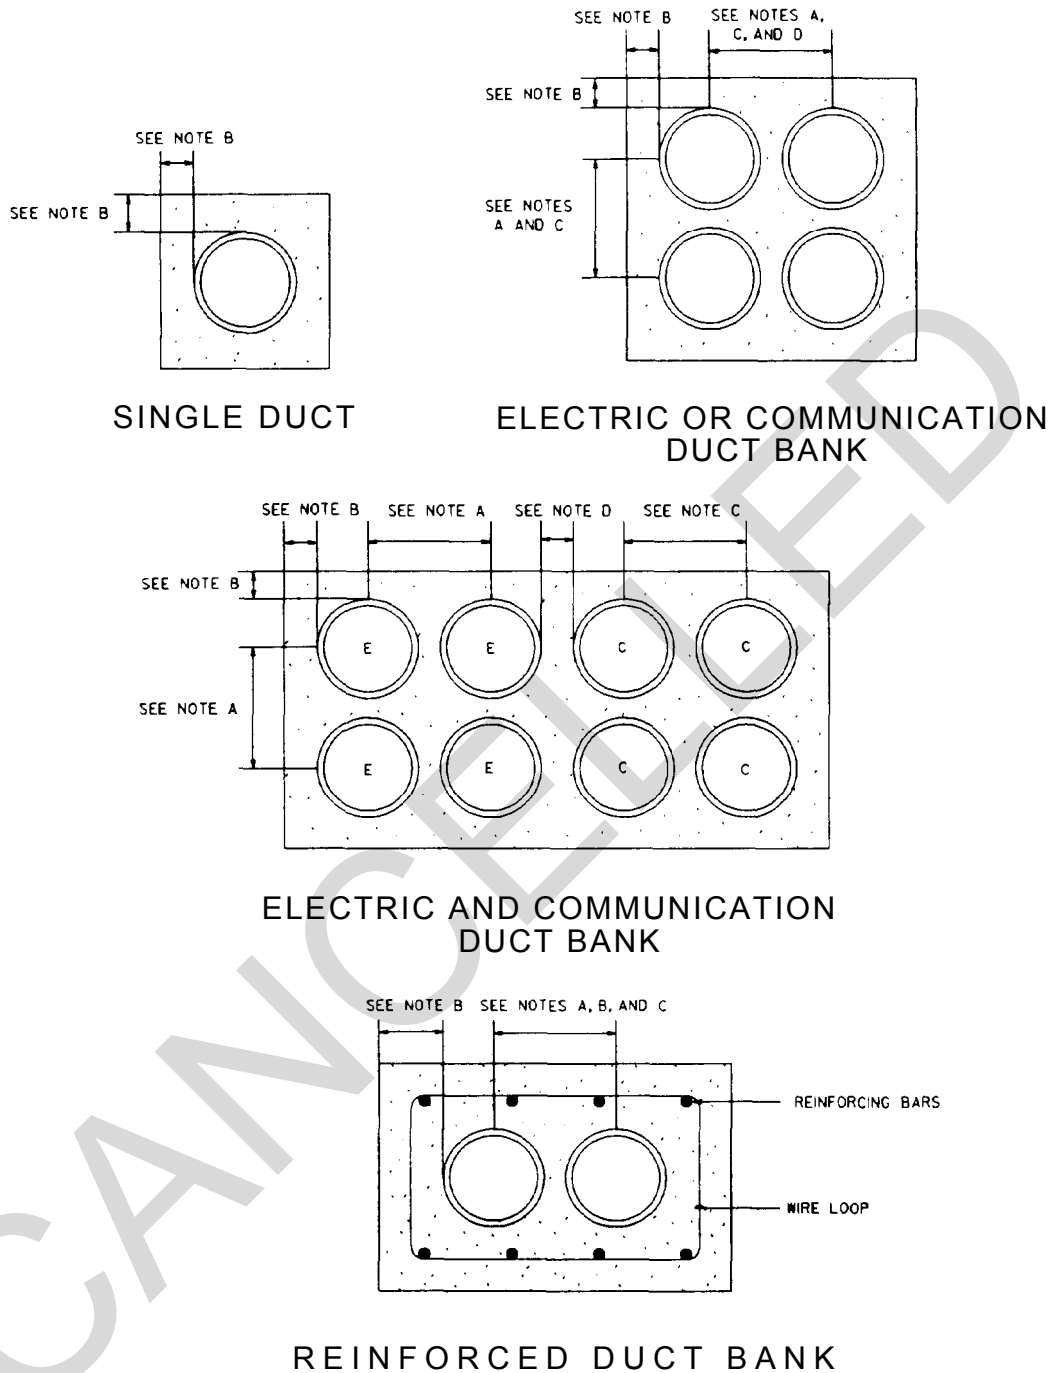 SEE NOTE B
SEE NOTES A,
C, AND D
SEE NOTE B
SEE NOTES
A AND C
SEE NOTE B
SEE NOTE B
SINGLE DUCT
ELECTRIC OR COMMUNICATION
DUCT BANK
SEE NOTE B
SEE NOTE A
SEE NOTE D
SEE NOTE C
SEE NOTE B
SEE NOTE A
E
E
C
C
E
E
C
C
ELECTRIC AND COMMUNICATION
DUCT BANK
SEE NOTE B
SEE NOTES A, B, AND C
REINFORCING BARS
WIRE LOOP
REINFORCED DUCT BANK
CANCELLED